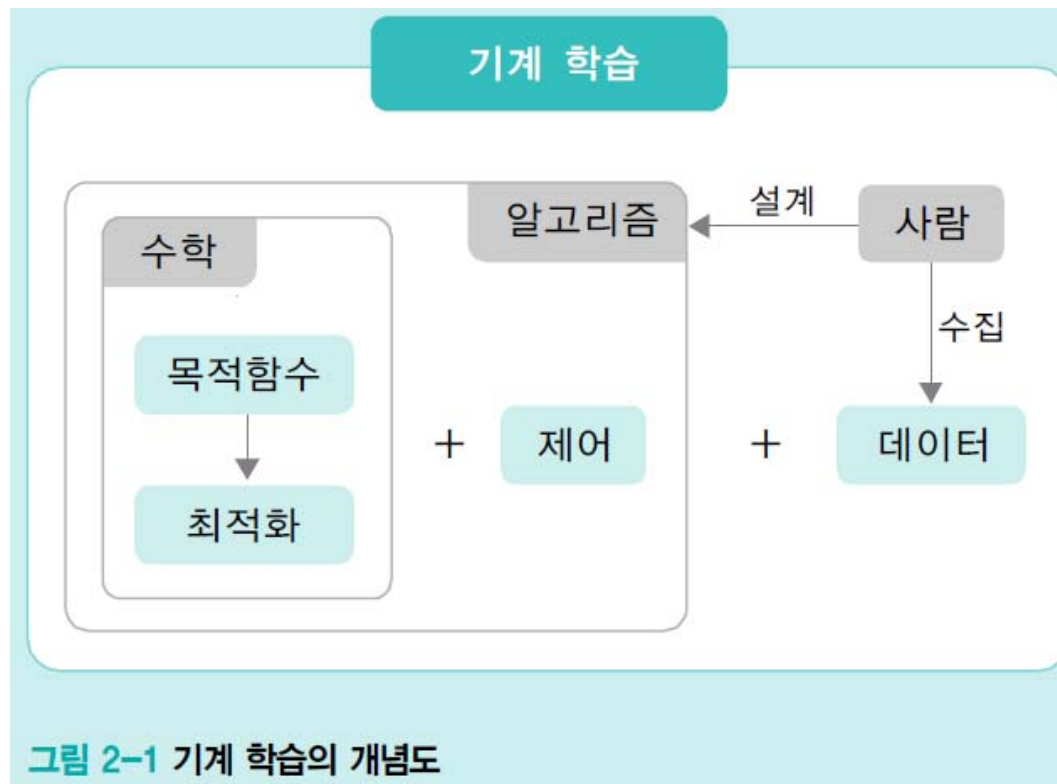 기계 학습
알고리즘
설계
사람
수학
수집
목적함수
+ 제어 + 데이터
최적화
그림 2-1 기계 학습의 개념도